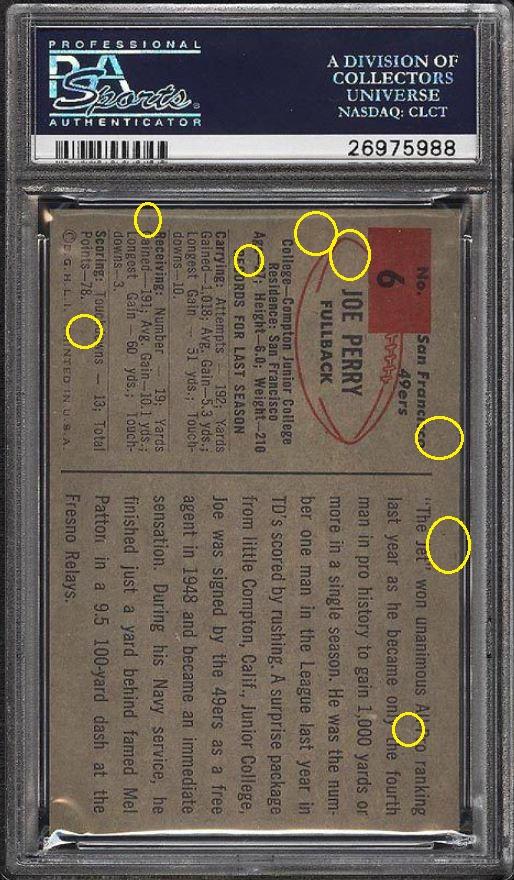 PROFESSIONAL
PSA
Sports
AUTHENTICATOR
A DIVISION OF
COLLECTORS
UNIVERSE
NASDAQ: CLCT
26975988
No.
6
San Francisco
49ers
JOE PERRY
FULLBACK
College—Compton Junior College
Residence: San Francisco
Height—6.0; Weight—210
RECORDS FOR LAST SEASON
Carrying: Attempts — 192; Yards
Gained—1,018; Avg. Gain—5.3 yds.;
Longest Gain — 51 yds.; Touch-
downs—10.
Receiving: Number — 19; Yards
Gained—191; Avg. Gain—10.1 yds.;
Longest Gain — 60 yds.; Touch-
downs—3.
Scoring: Touchdowns — 13; Total
Points—78.
©E.G.H.L.I. PRINTED IN U.S.A.
"The Jet" won unanimous All-Pro ranking
last year as he became only the fourth
man in pro history to gain 1,000 yards or
more in a single season. He was the num-
ber one man in the League last year in
TD's scored by rushing. A surprise package
from little Compton, Calif., Junior College,
Joe was signed by the 49ers as a free
agent in 1948 and became an immediate
sensation. During his Navy service, he
finished just a yard behind famed Mel
Patton in a 9.5 100-yard dash at the
Fresno Relays.